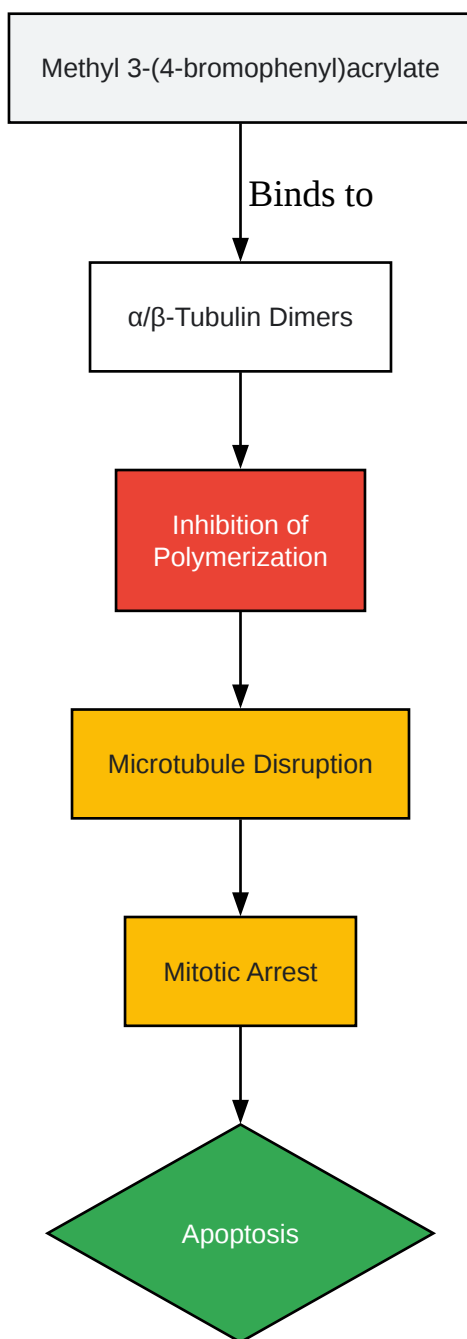 Methyl 3-(4-bromophenyl)acrylate
Binds to
α/β-Tubulin Dimers
Inhibition of
Polymerization
Microtubule Disruption
Mitotic Arrest
Apoptosis